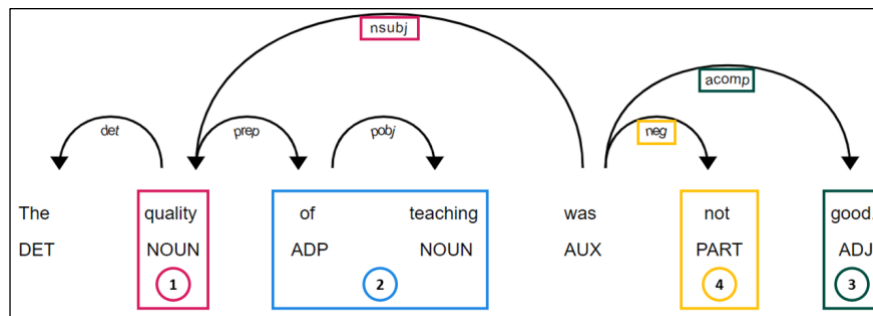 nsubj
acomp
det prep pobj neg
The quality of teaching was not good.
DET NOUN ADP NOUN AUX PART ADJ
1 2 4 3